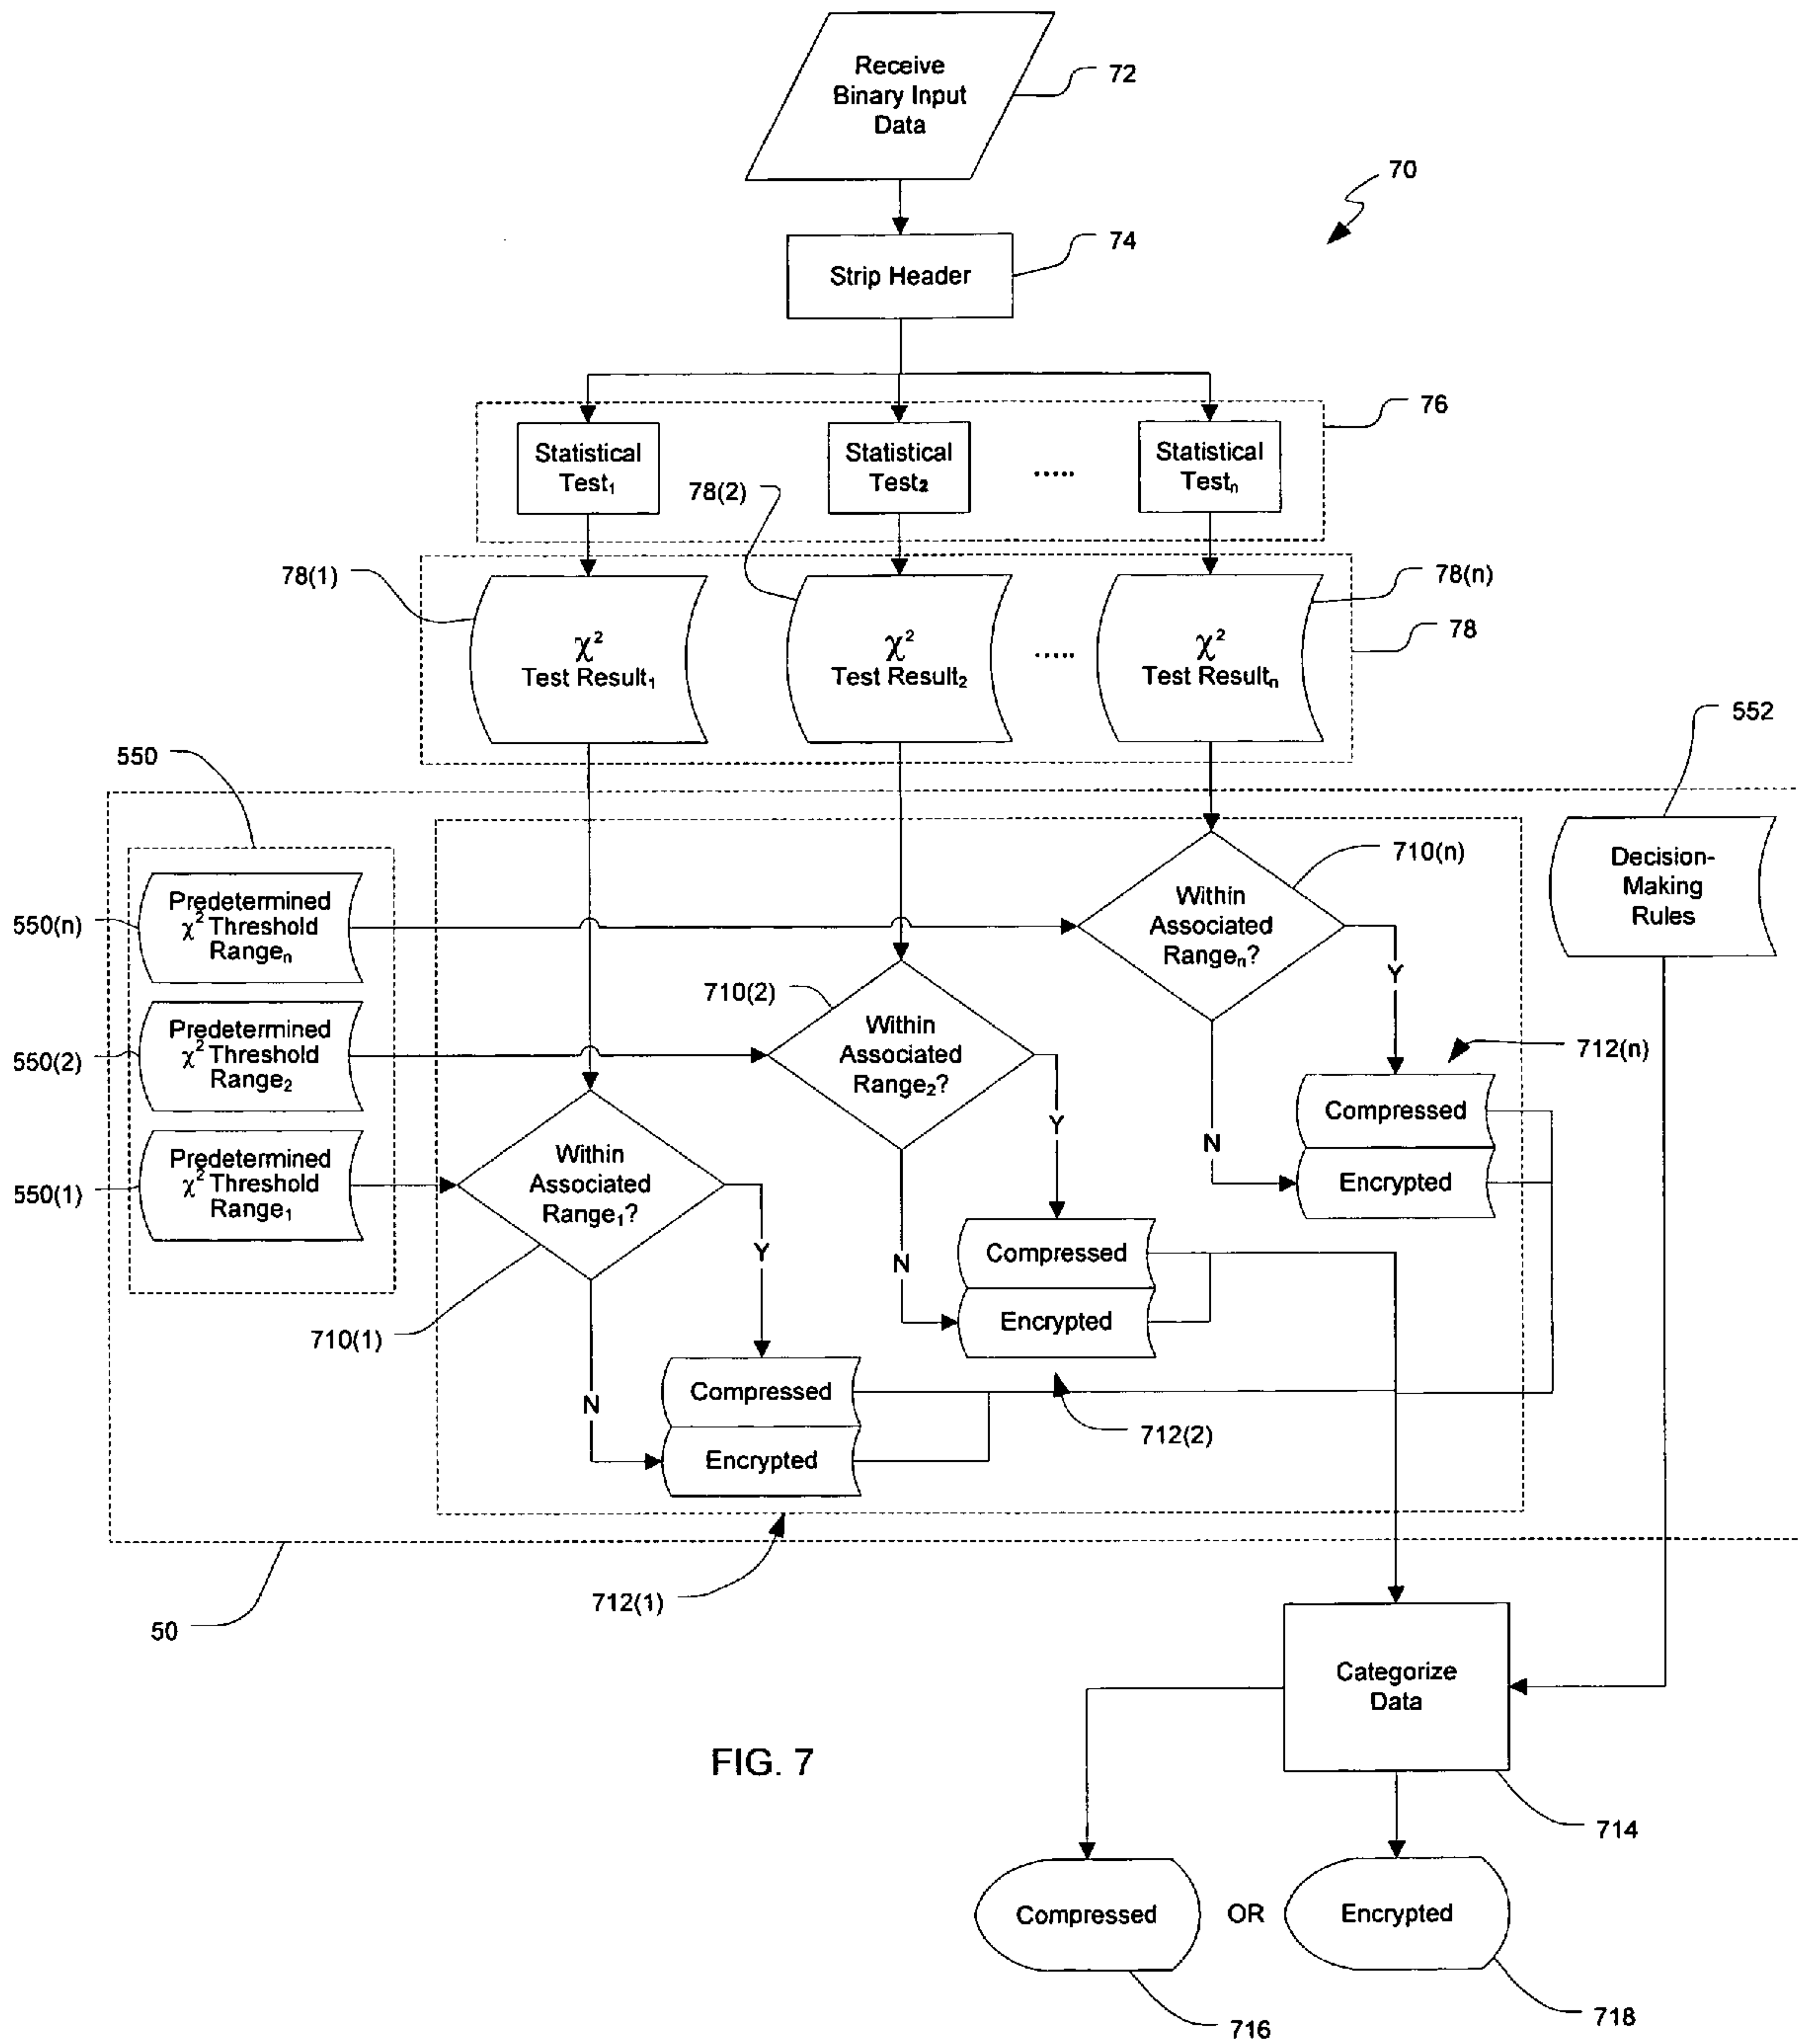 Receive
Binary Input
Data
72
70
Strip Header
74
76
Statistical
Test₁
Statistical
Test₂
.....
Statistical
Testₙ
78(2)
78(1)
78(n)
78
χ²
Test Result₁
χ²
Test Result₂
.....
χ²
Test Resultₙ
552
550
Decision-
Making
Rules
710(n)
Within
Associated
Rangeₙ?
550(n)
Predetermined
χ² Threshold
Rangeₙ
Y
710(2)
Within
Associated
Range₂?
550(2)
Predetermined
χ² Threshold
Range₂
712(n)
Compressed
Encrypted
N
Y
550(1)
Predetermined
χ² Threshold
Range₁
Within
Associated
Range₁?
Y
N
Compressed
Encrypted
710(1)
N
Compressed
Encrypted
712(2)
712(1)
50
Categorize
Data
FIG. 7
714
Compressed
OR
Encrypted
716
718